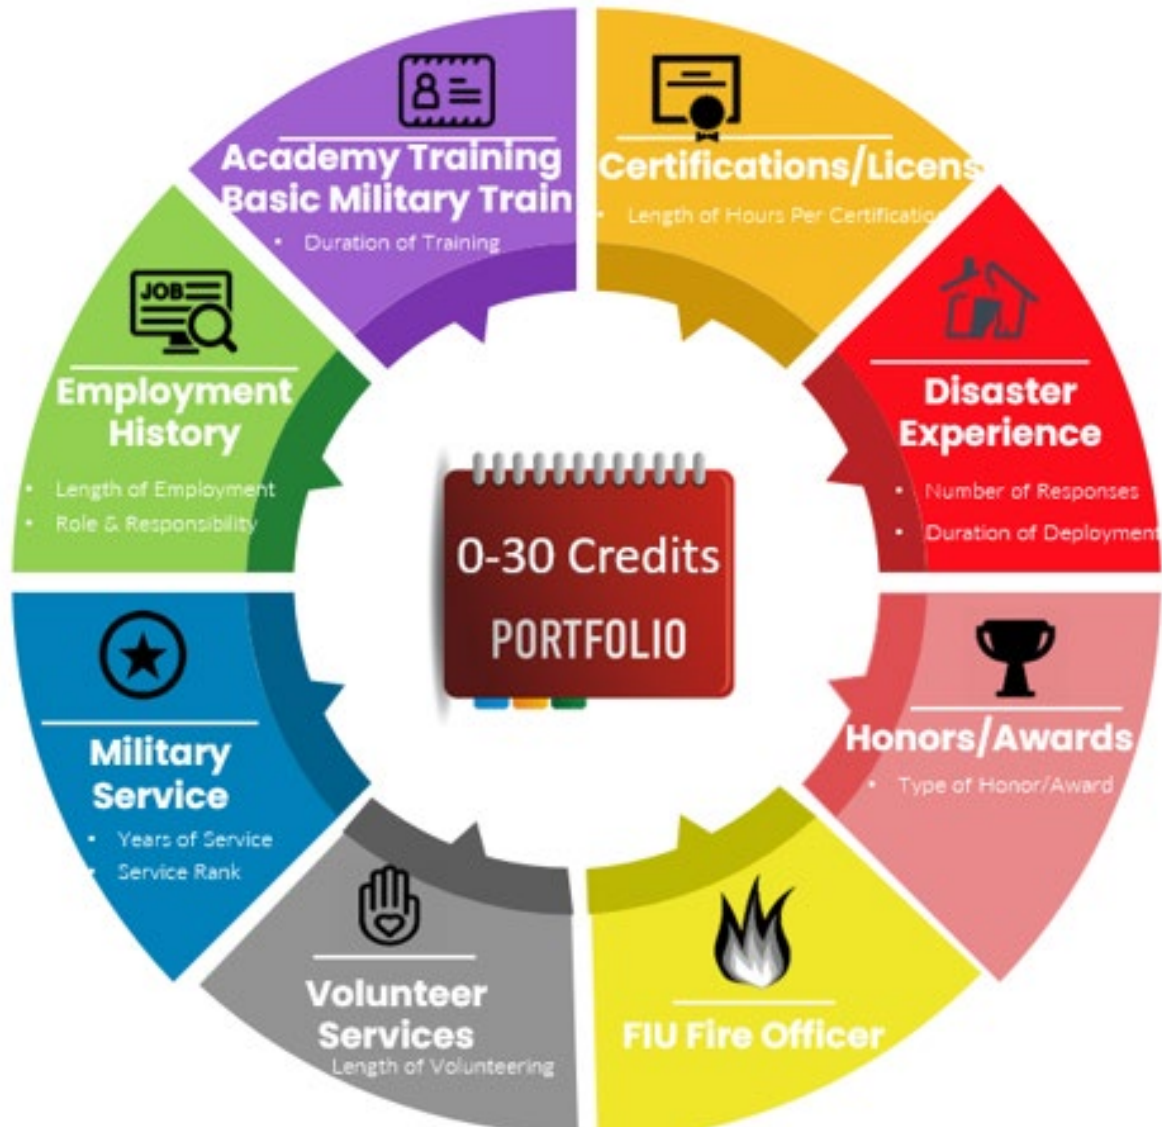 Academy Training
Basic Military Train
• Duration of Training
Certifications/Licens
• Length of Hours Per Certificatio
Disaster
Experience
• Number of Responses
• Duration of Deployment
Honors/Awards
• Type of Honor/Award
FIU Fire Officer
Volunteer
Services
Length of Volunteering
Military
Service
• Years of Service
• Service Rank
JOB
Employment
History
• Length of Employment
• Role & Responsibility
0-30 Credits
PORTFOLIO